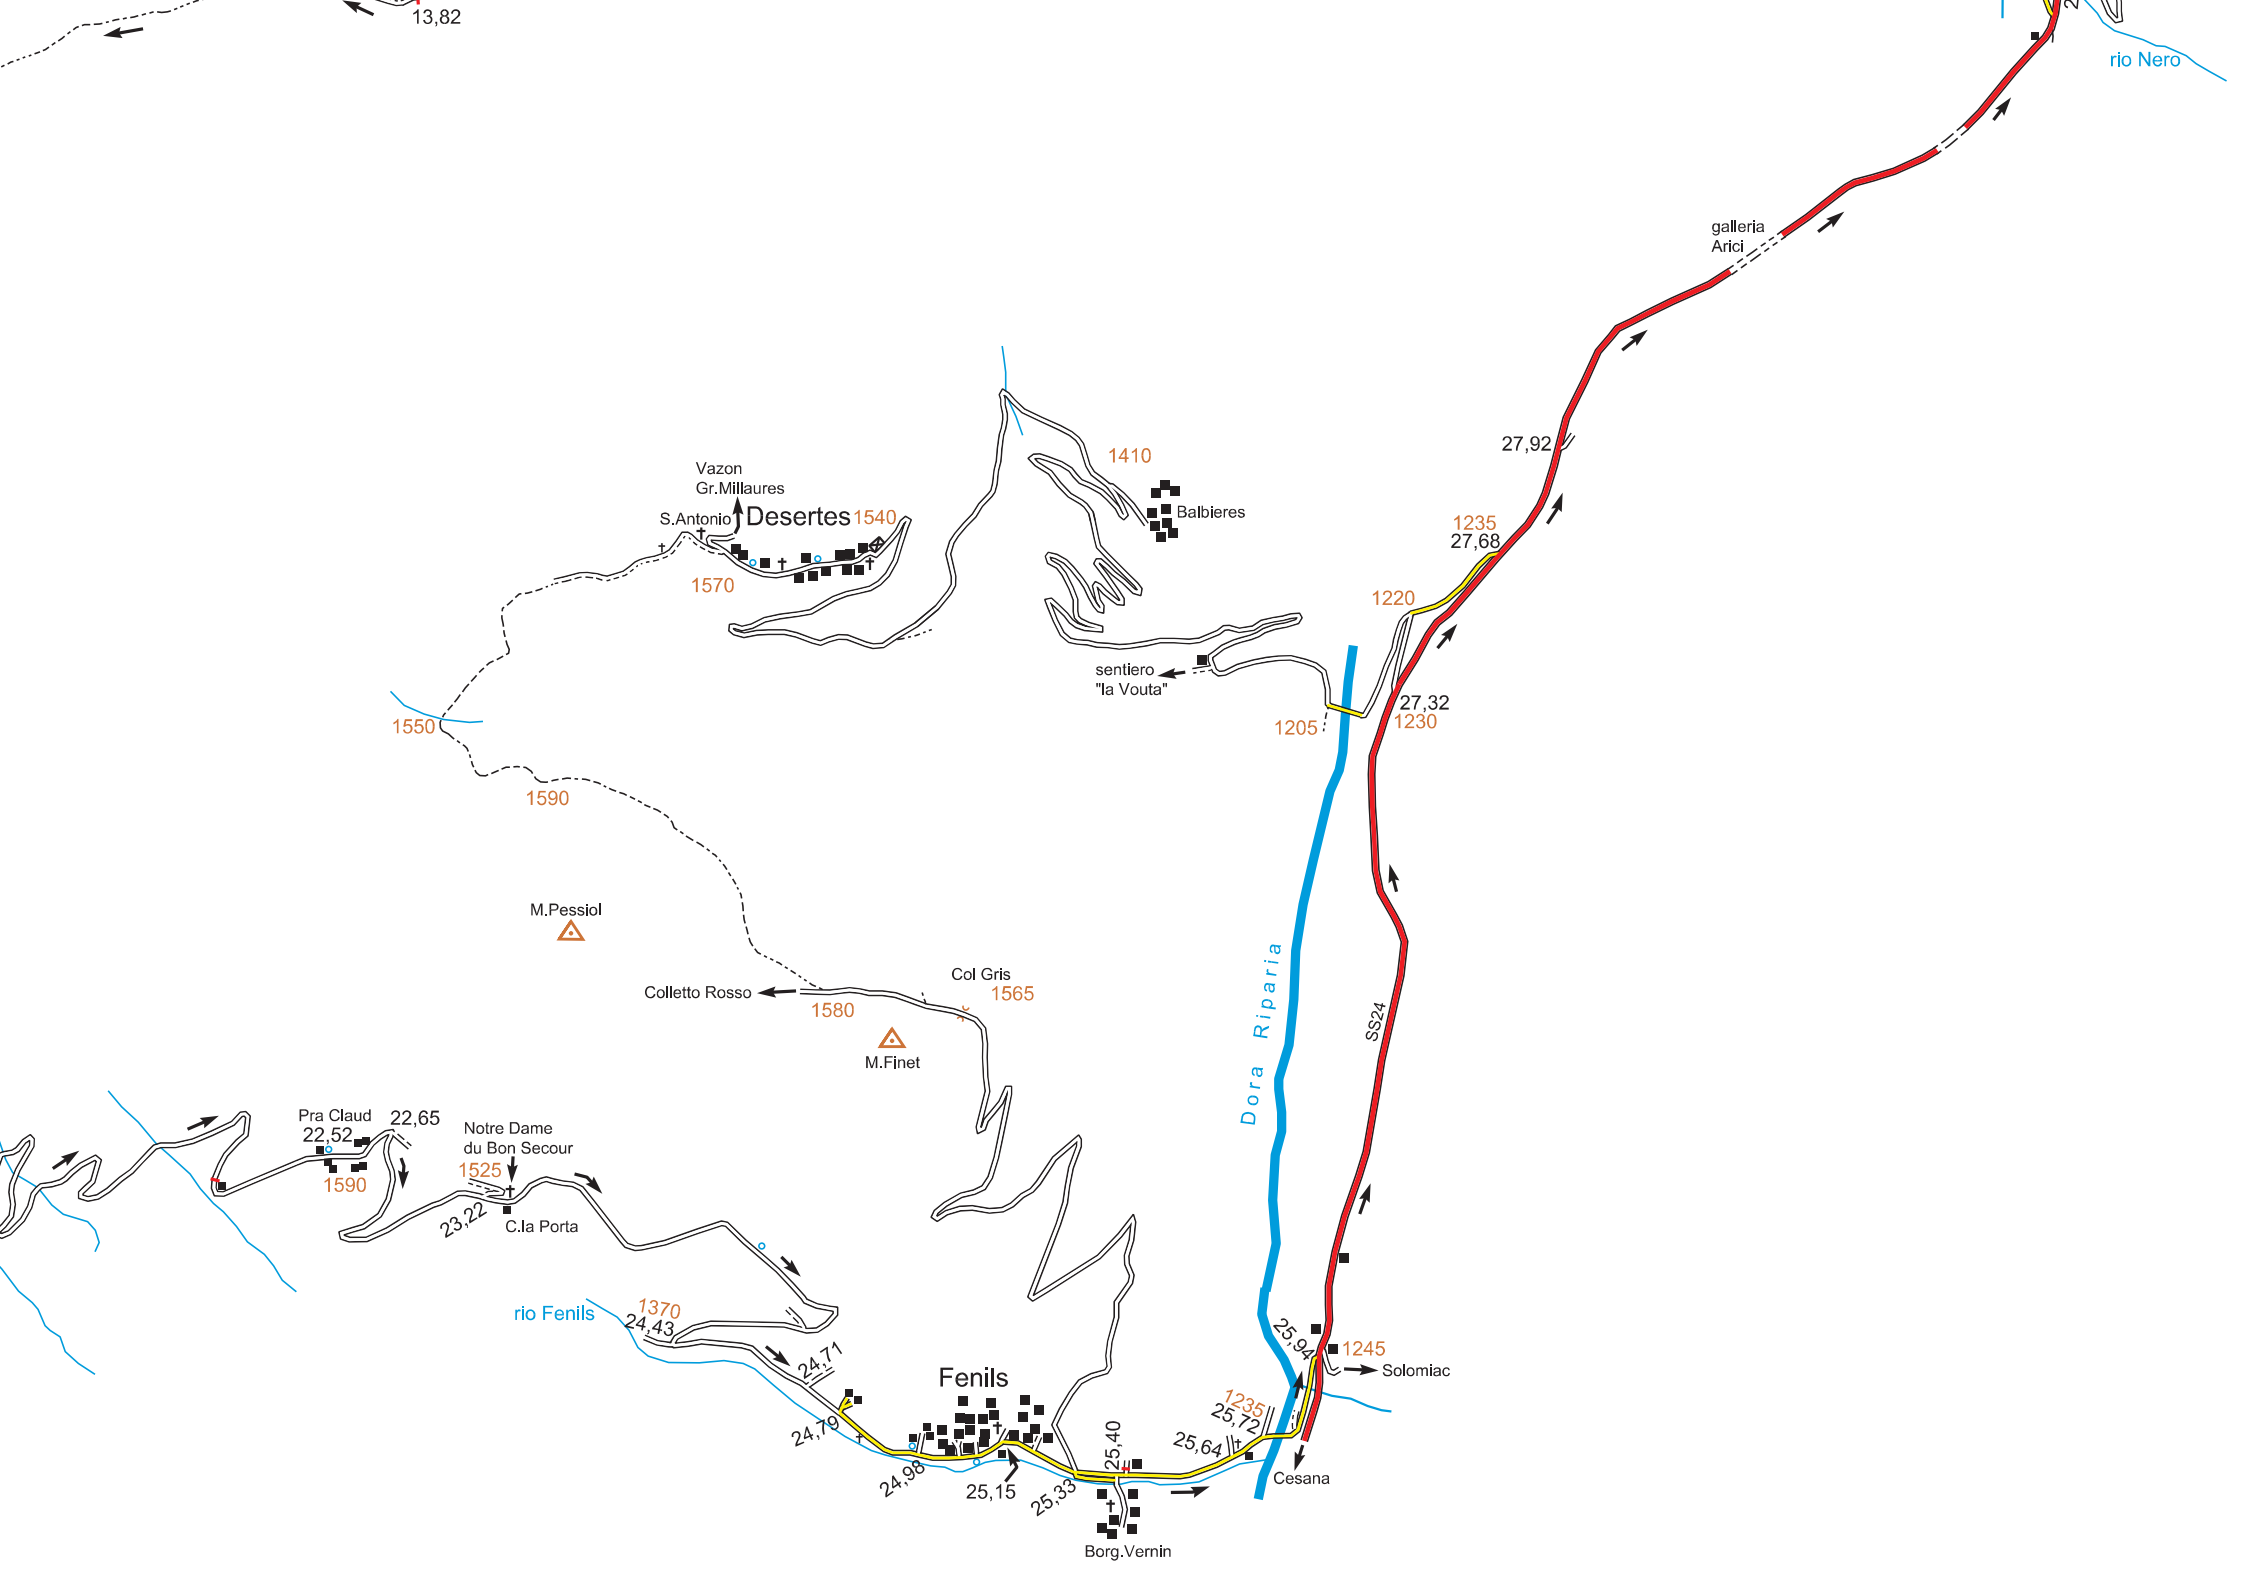 13,82
rio Nero
galleria
Arici
27,92
1410
Balbieres
Vazon
Gr.Millaures
S.Antonio
Desertes
1540
1570
1235
27,68
1220
sentiero
"la Vouta"
1205
27,32
1230
1550
1590
M.Pessiol
Colletto Rosso
1580
Col Gris
1565
M.Finet
Dora Riparia
SS24
Pra Claud
22,52
22,65
1590
Notre Dame
du Bon Secour
1525
23,22
C.la Porta
rio Fenils
1370
24,43
24,71
24,79
Fenils
24,98
25,15
25,33
25,40
25,64
1235
25,72
25,94
1245
Solomiac
Cesana
Borg.Vernin